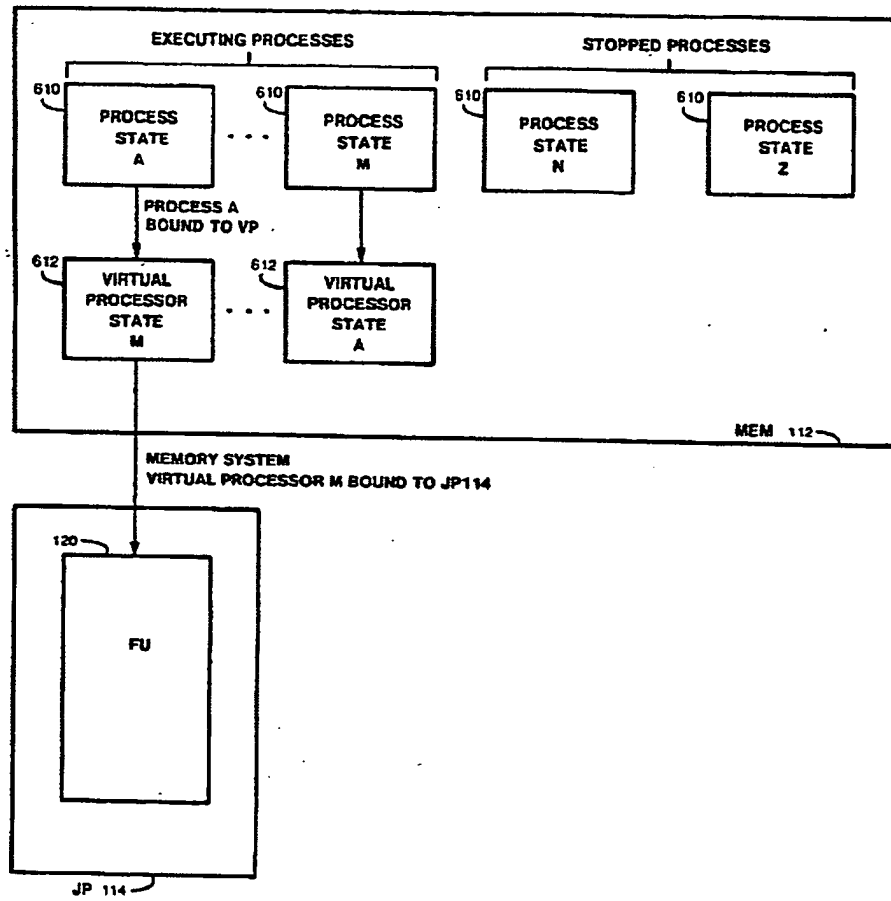 EXECUTING PROCESSES
STOPPED PROCESSES
610
PROCESS
STATE
A
610
PROCESS
STATE
M
610
PROCESS
STATE
N
610
PROCESS
STATE
Z
PROCESS A
BOUND TO VP
612
VIRTUAL
PROCESSOR
STATE
M
612
VIRTUAL
PROCESSOR
STATE
A
MEM 112
MEMORY SYSTEM
VIRTUAL PROCESSOR M BOUND TO JP114
120
FU
JP 114